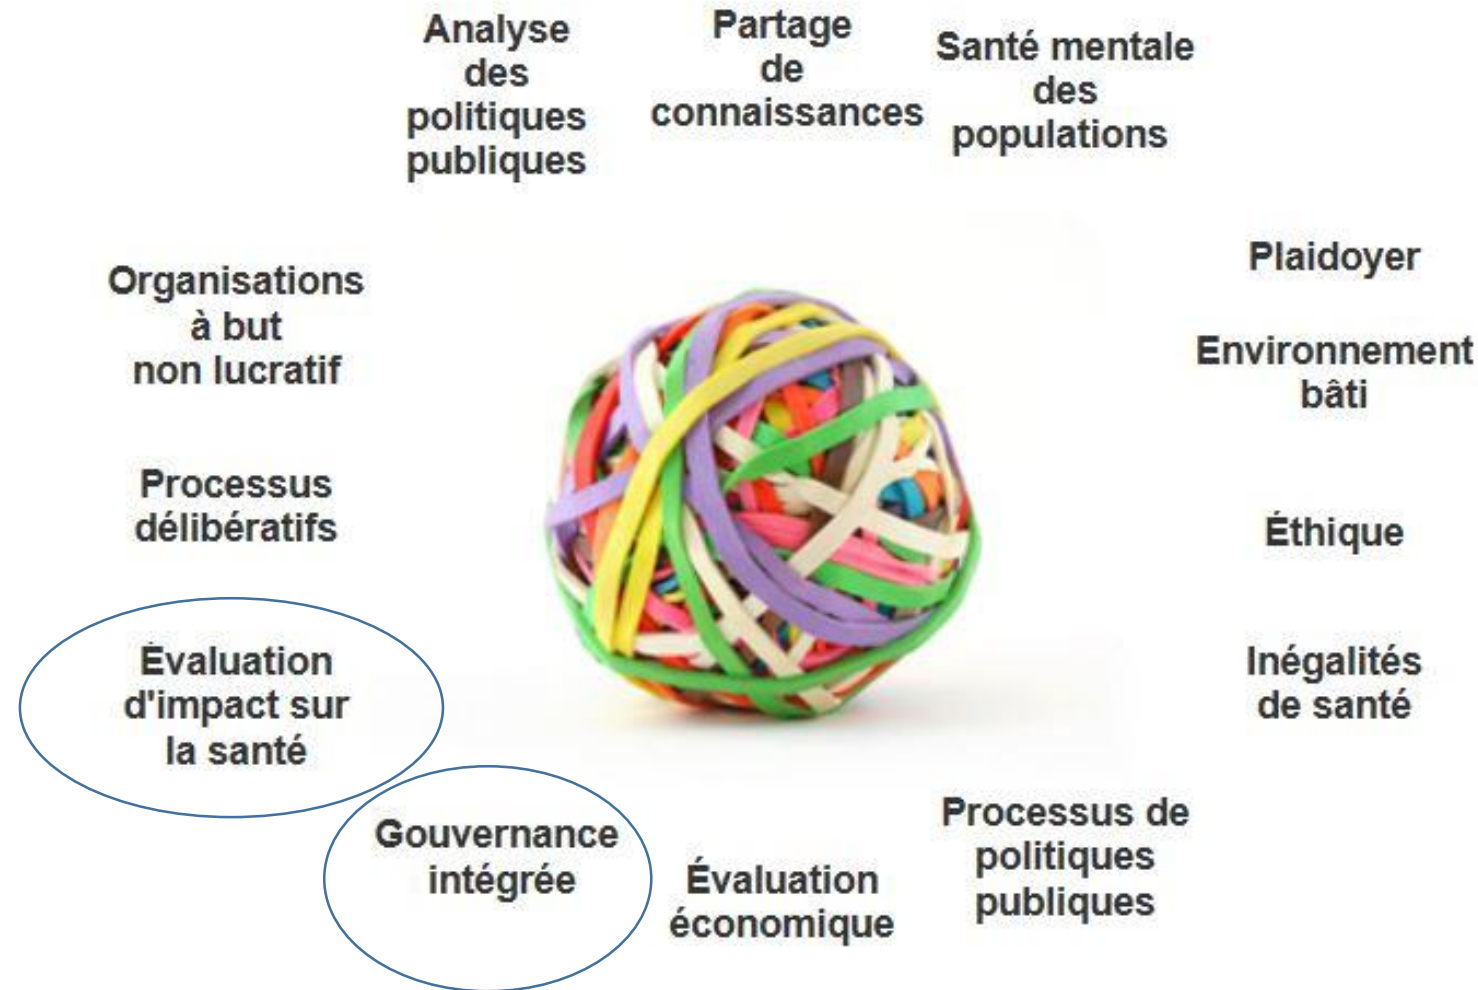 Analyse
des
politiques
publiques
Partage
de
connaissances
Santé mentale
des
populations
Organisations
à but
non lucratif
Plaidoyer
Environnement
bâti
Processus
délibératifs
Éthique
Évaluation
d'impact sur
la santé
Inégalités
de santé
Gouvernance
intégrée
Évaluation
économique
Processus de
politiques
publiques